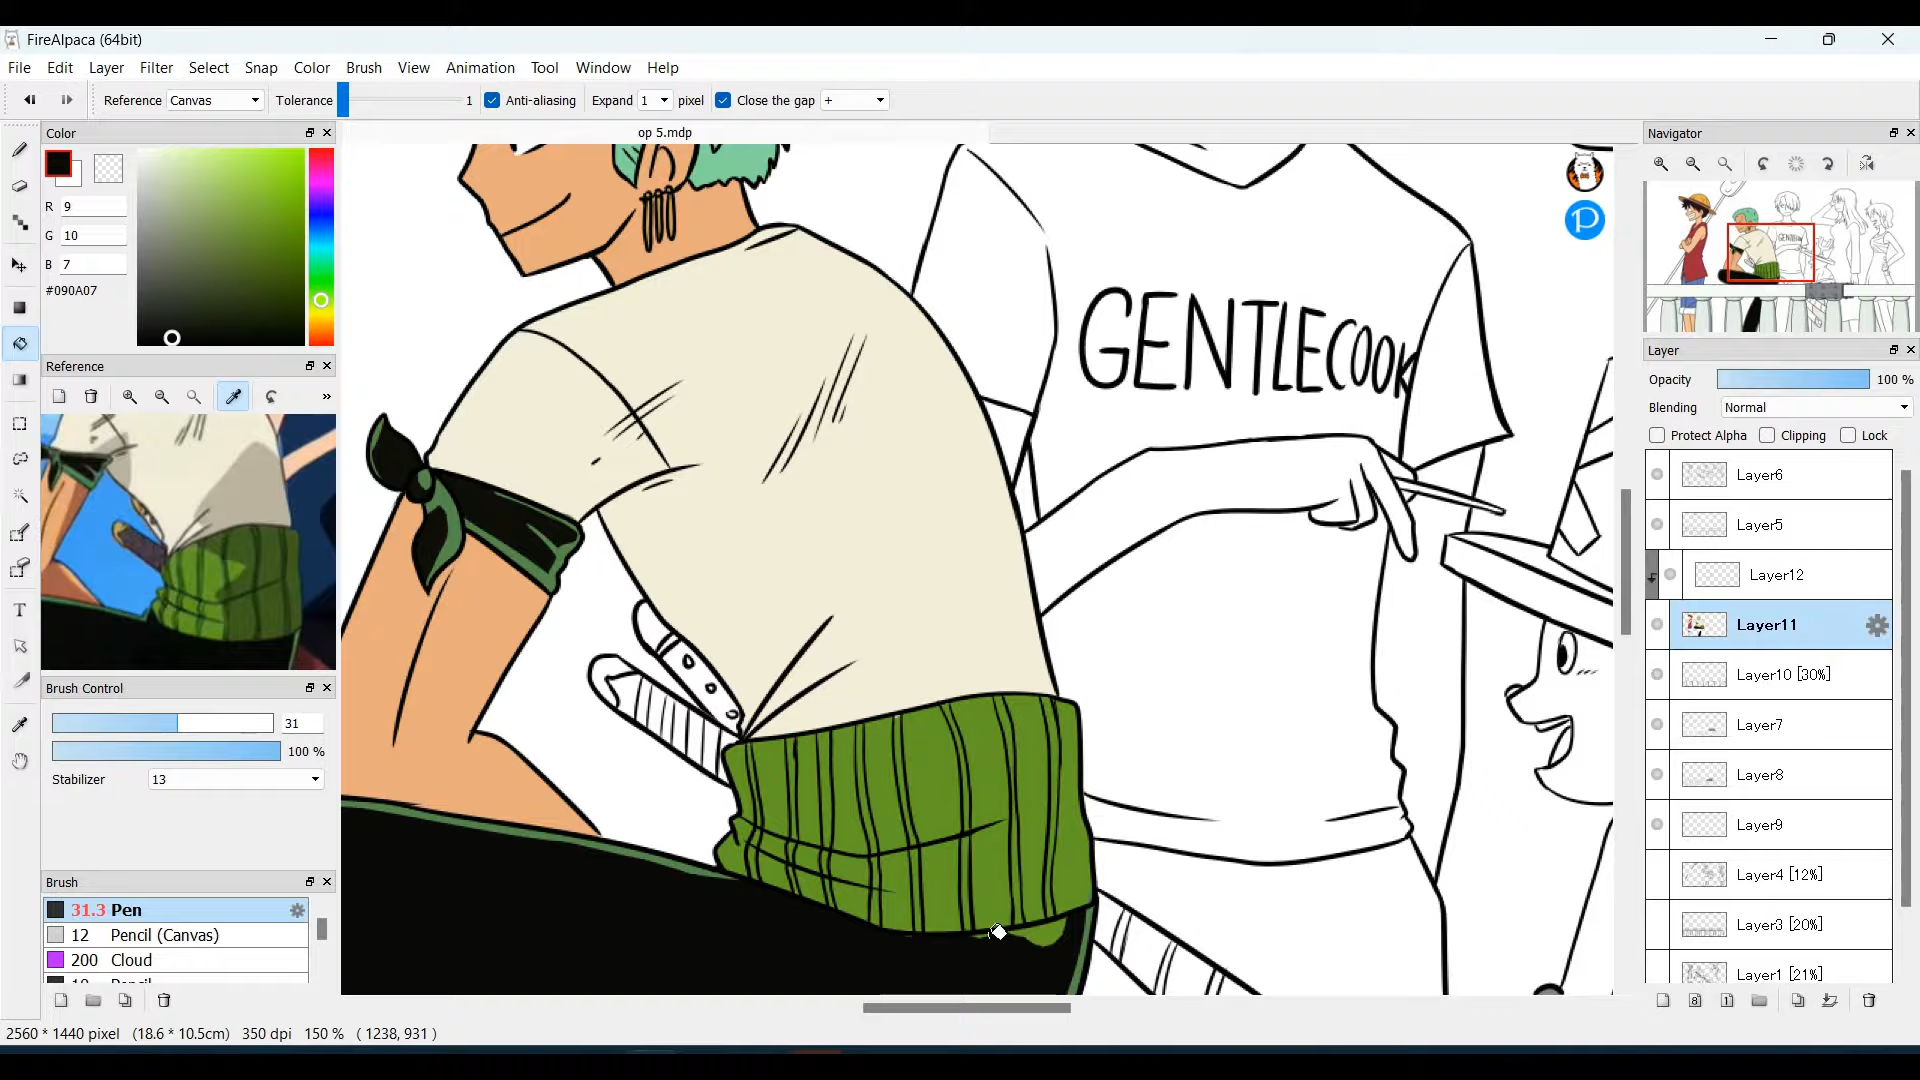 FireAlpaca (64bit)
File Edit Layer Filter Select Snap Color Brush View Animation Tool Window Help
Reference Canvas Tolerance 1 Anti-aliasing Expand 1 pixel Close the gap +
Color
op 5.mdp
Navigator
R 9
G 10
B 7
#090A07
Reference
»
Brush Control
31
100 %
Stabilizer 13
Brush
31.3 Pen
12 Pencil (Canvas)
200 Cloud
GENTLECOOK
P
GENTLECOOK
Layer
Opacity 100 %
Blending Normal
Protect Alpha Clipping Lock
Layer6
Layer5
Layer12
Layer11
Layer10 [30%]
Layer7
Layer8
Layer9
Layer4 [12%]
Layer3 [20%]
Layer1 [21%]
2560 * 1440 pixel (18.6 * 10.5cm) 350 dpi 150 % ( 1238, 931 )